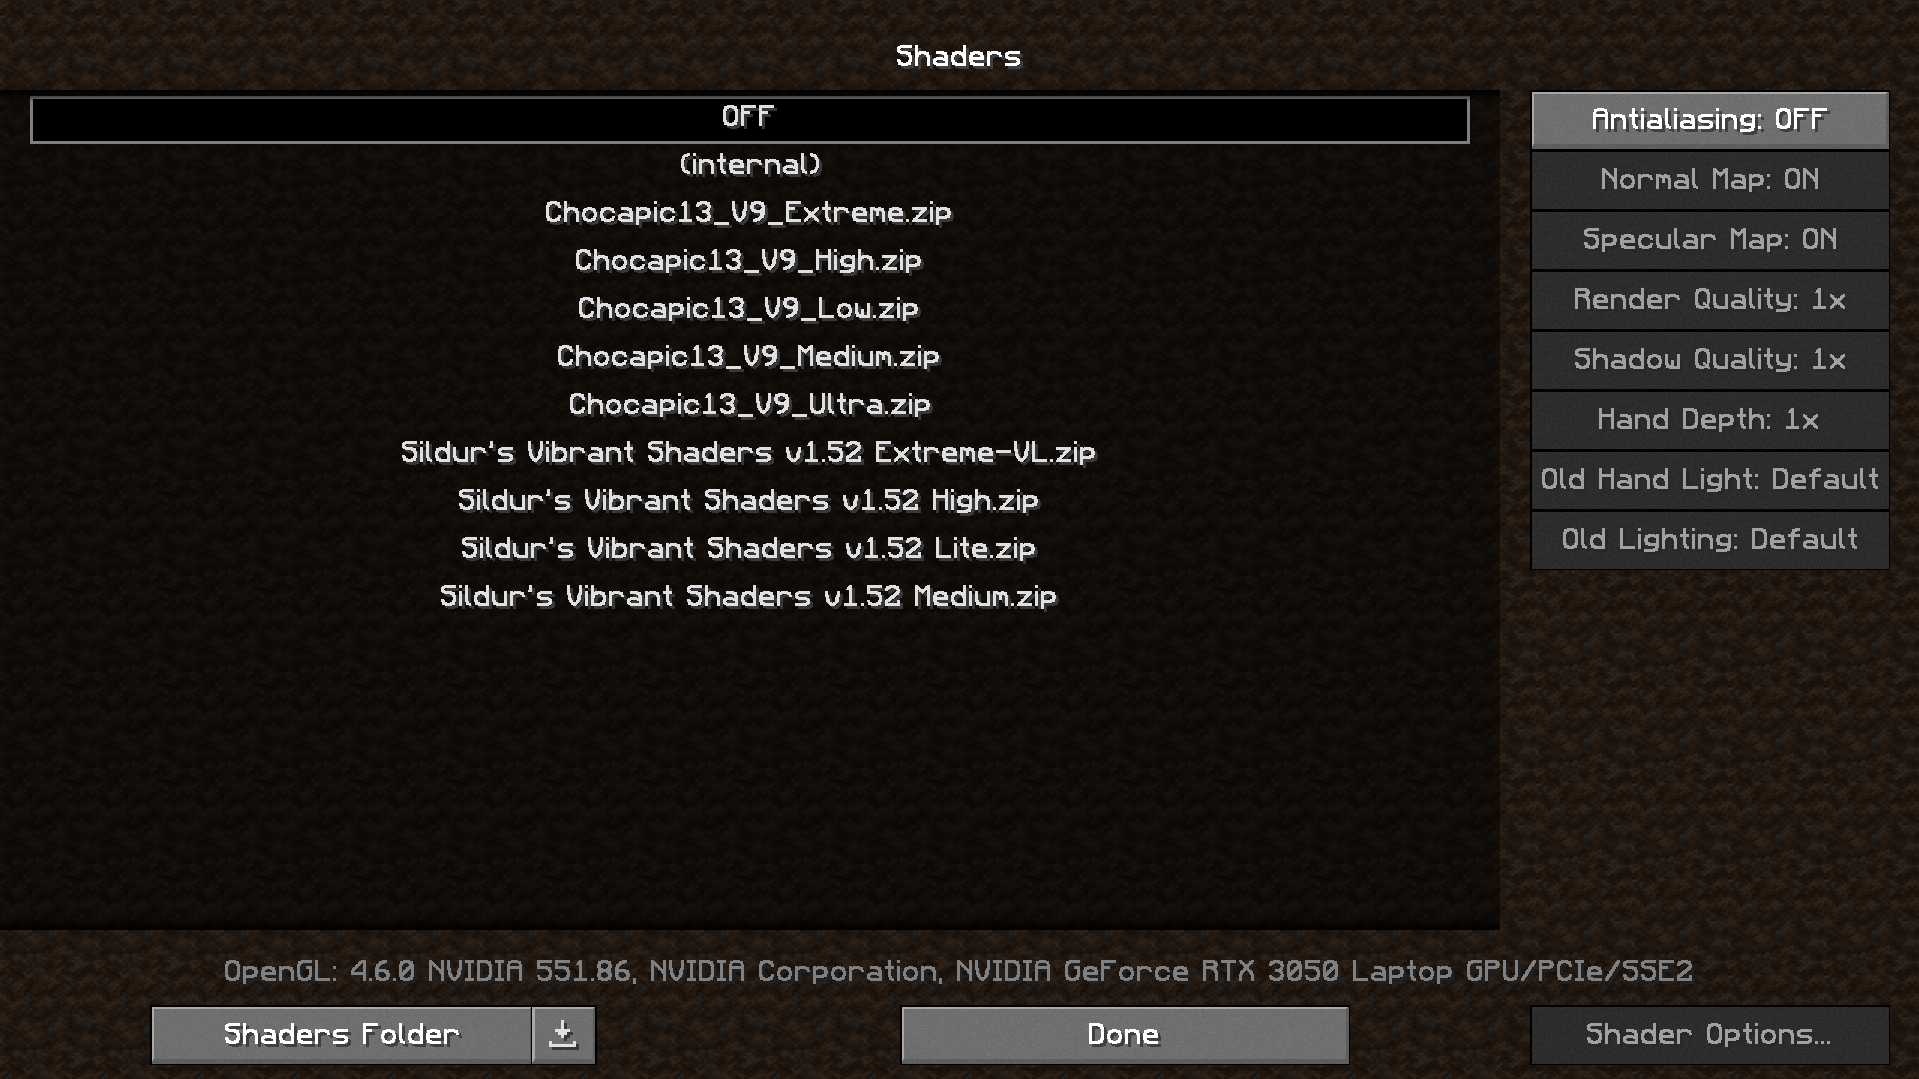 Shaders
OFF
(internal)
Chocapic13_V9_Extreme.zip
Chocapic13_V9_High.zip
Chocapic13_V9_Low.zip
Chocapic13_V9_Medium.zip
Chocapic13_V9_Ultra.zip
Sildur's Vibrant Shaders v1.52 Extreme-VL.zip
Sildur's Vibrant Shaders v1.52 High.zip
Sildur's Vibrant Shaders v1.52 Lite.zip
Sildur's Vibrant Shaders v1.52 Medium.zip
Antialiasing: OFF
Normal Map: ON
Specular Map: ON
Render Quality: 1x
Shadow Quality: 1x
Hand Depth: 1x
Old Hand Light: Default
Old Lighting: Default
OpenGL: 4.6.0 NVIDIA 551.86, NVIDIA Corporation, NVIDIA GeForce RTX 3050 Laptop GPU/PCIe/SSE2
Shaders Folder
Done
Shader Options...